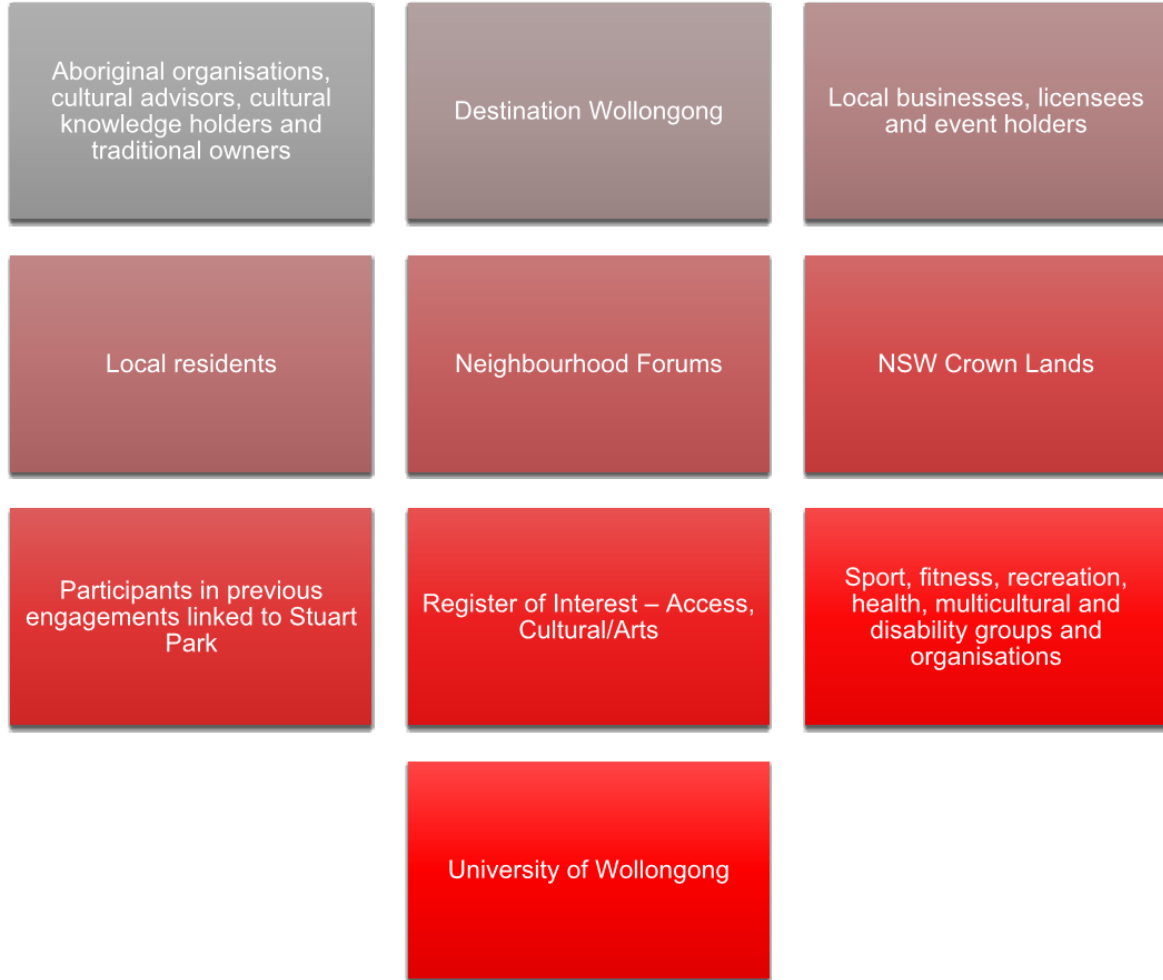 Aboriginal organisations,
cultural advisors, cultural
knowledge holders and
traditional owners
Destination Wollongong
Local businesses, licensees
and event holders
Local residents
Neighbourhood Forums
NSW Crown Lands
Participants in previous
engagements linked to Stuart
Park
Register of Interest – Access,
Cultural/Arts
Sport, fitness, recreation,
health, multicultural and
disability groups and
organisations
University of Wollongong